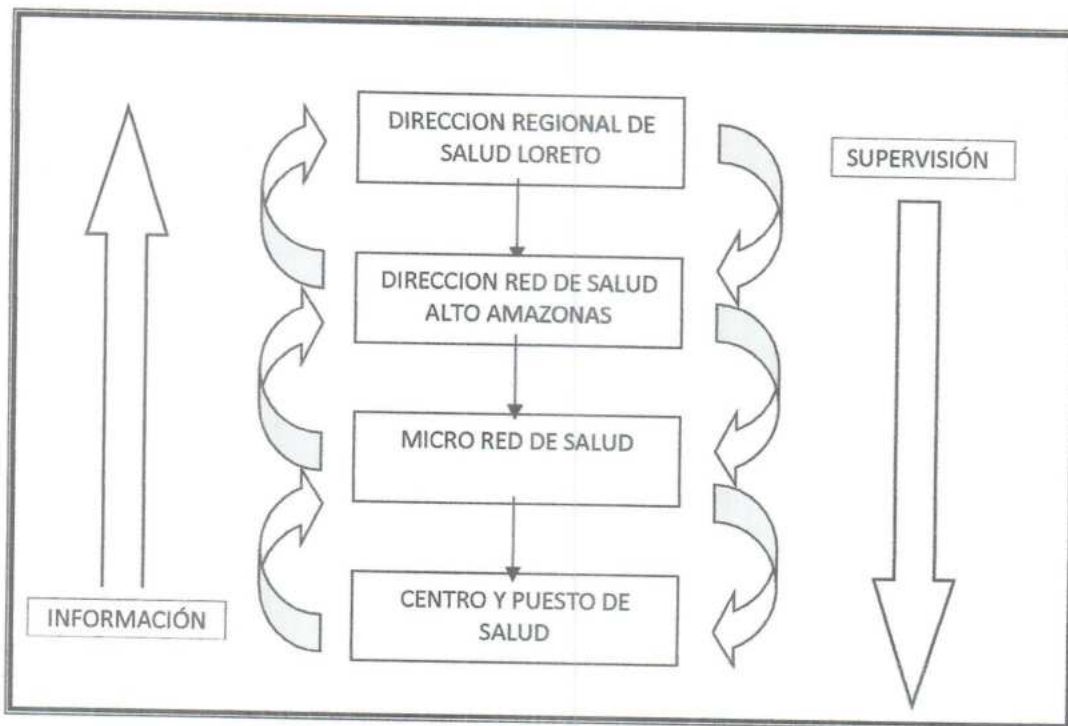 DIRECCION REGIONAL DE
SALUD LORETO
SUPERVISIÓN
DIRECCION RED DE SALUD
ALTO AMAZONAS
MICRO RED DE SALUD
CENTRO Y PUESTO DE
SALUD
INFORMACIÓN